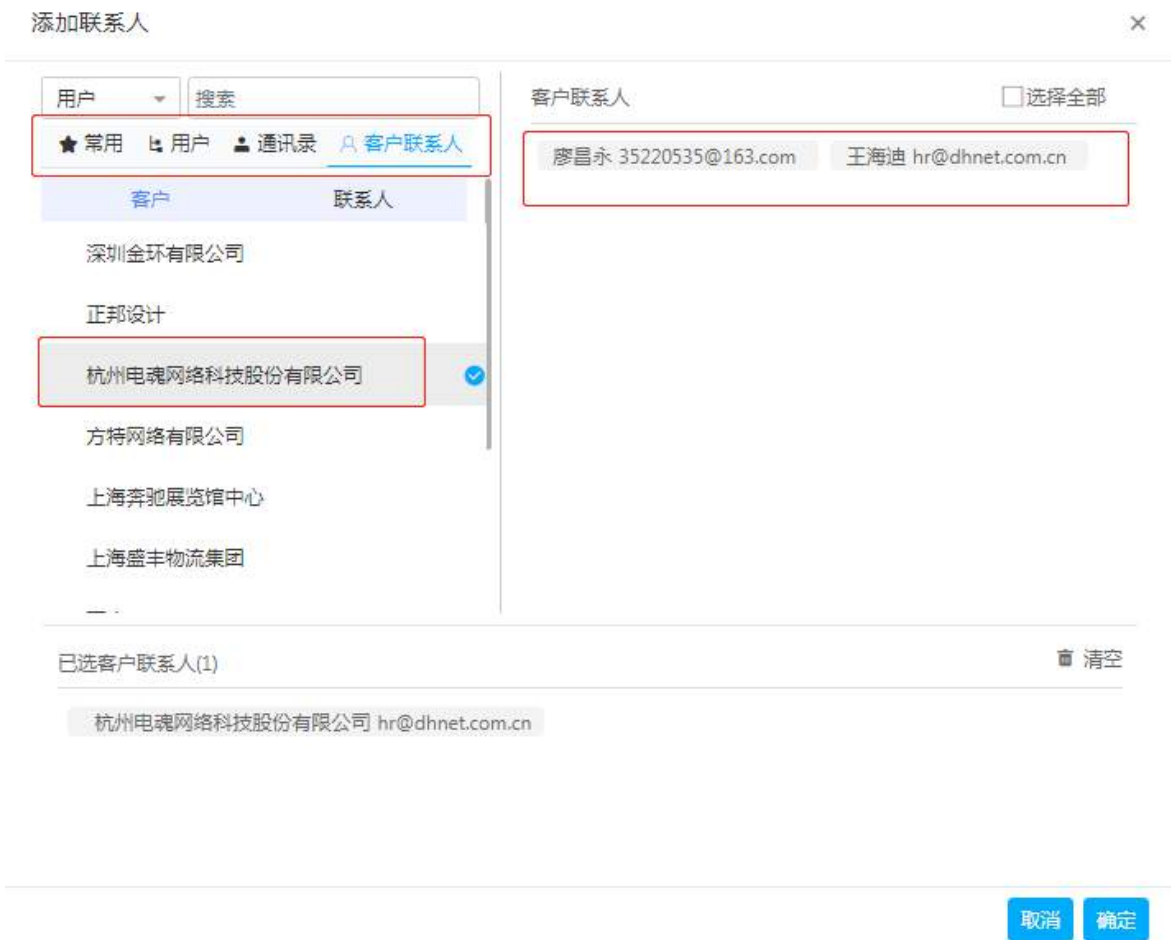 添加联系人
用户 搜索
常用 用户 通讯录 客户联系人
客户 联系人
深圳金环有限公司
正邦设计
杭州电魂网络科技股份有限公司
方特网络有限公司
上海奔驰展览馆中心
上海盛丰物流集团
客户联系人 选择全部
廖昌永 35220535@163.com 王海迪 hr@dhnet.com.cn
已选客户联系人(1) 清空
杭州电魂网络科技股份有限公司 hr@dhnet.com.cn
取消 确定